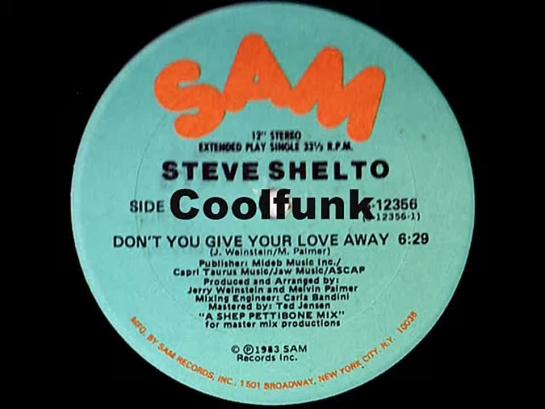 SAM
12" STEREO
EXTENDED PLAY SINGLE 33⅓ R.P.M.
STEVE SHELTO
SIDE Coolfunk -12356
-12356-1)
DON'T YOU GIVE YOUR LOVE AWAY 6:29
(J. Weinstein/M. Palmer)
Publisher: Mideb Music Inc./
Capri Taurus Music/Jaw Music/ASCAP
Produced and Arranged by:
Jerry Weinstein and Melvin Palmer
Mixing Engineer: Carla Bandini
Mastered by: Ted Jensen
"A SHEP PETTIBONE MIX"
for master mix productions
© ℗ 1983 SAM
Records Inc.
MFG. BY SAM RECORDS, INC. 1501 BROADWAY, NEW YORK CITY, N.Y. 10036